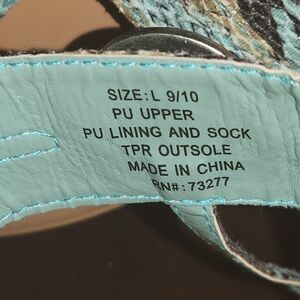 SIZE: L 9/10
PU UPPER
PU LINING AND SOCK
TPR OUTSOLE
MADE IN CHINA
RN#: 73277